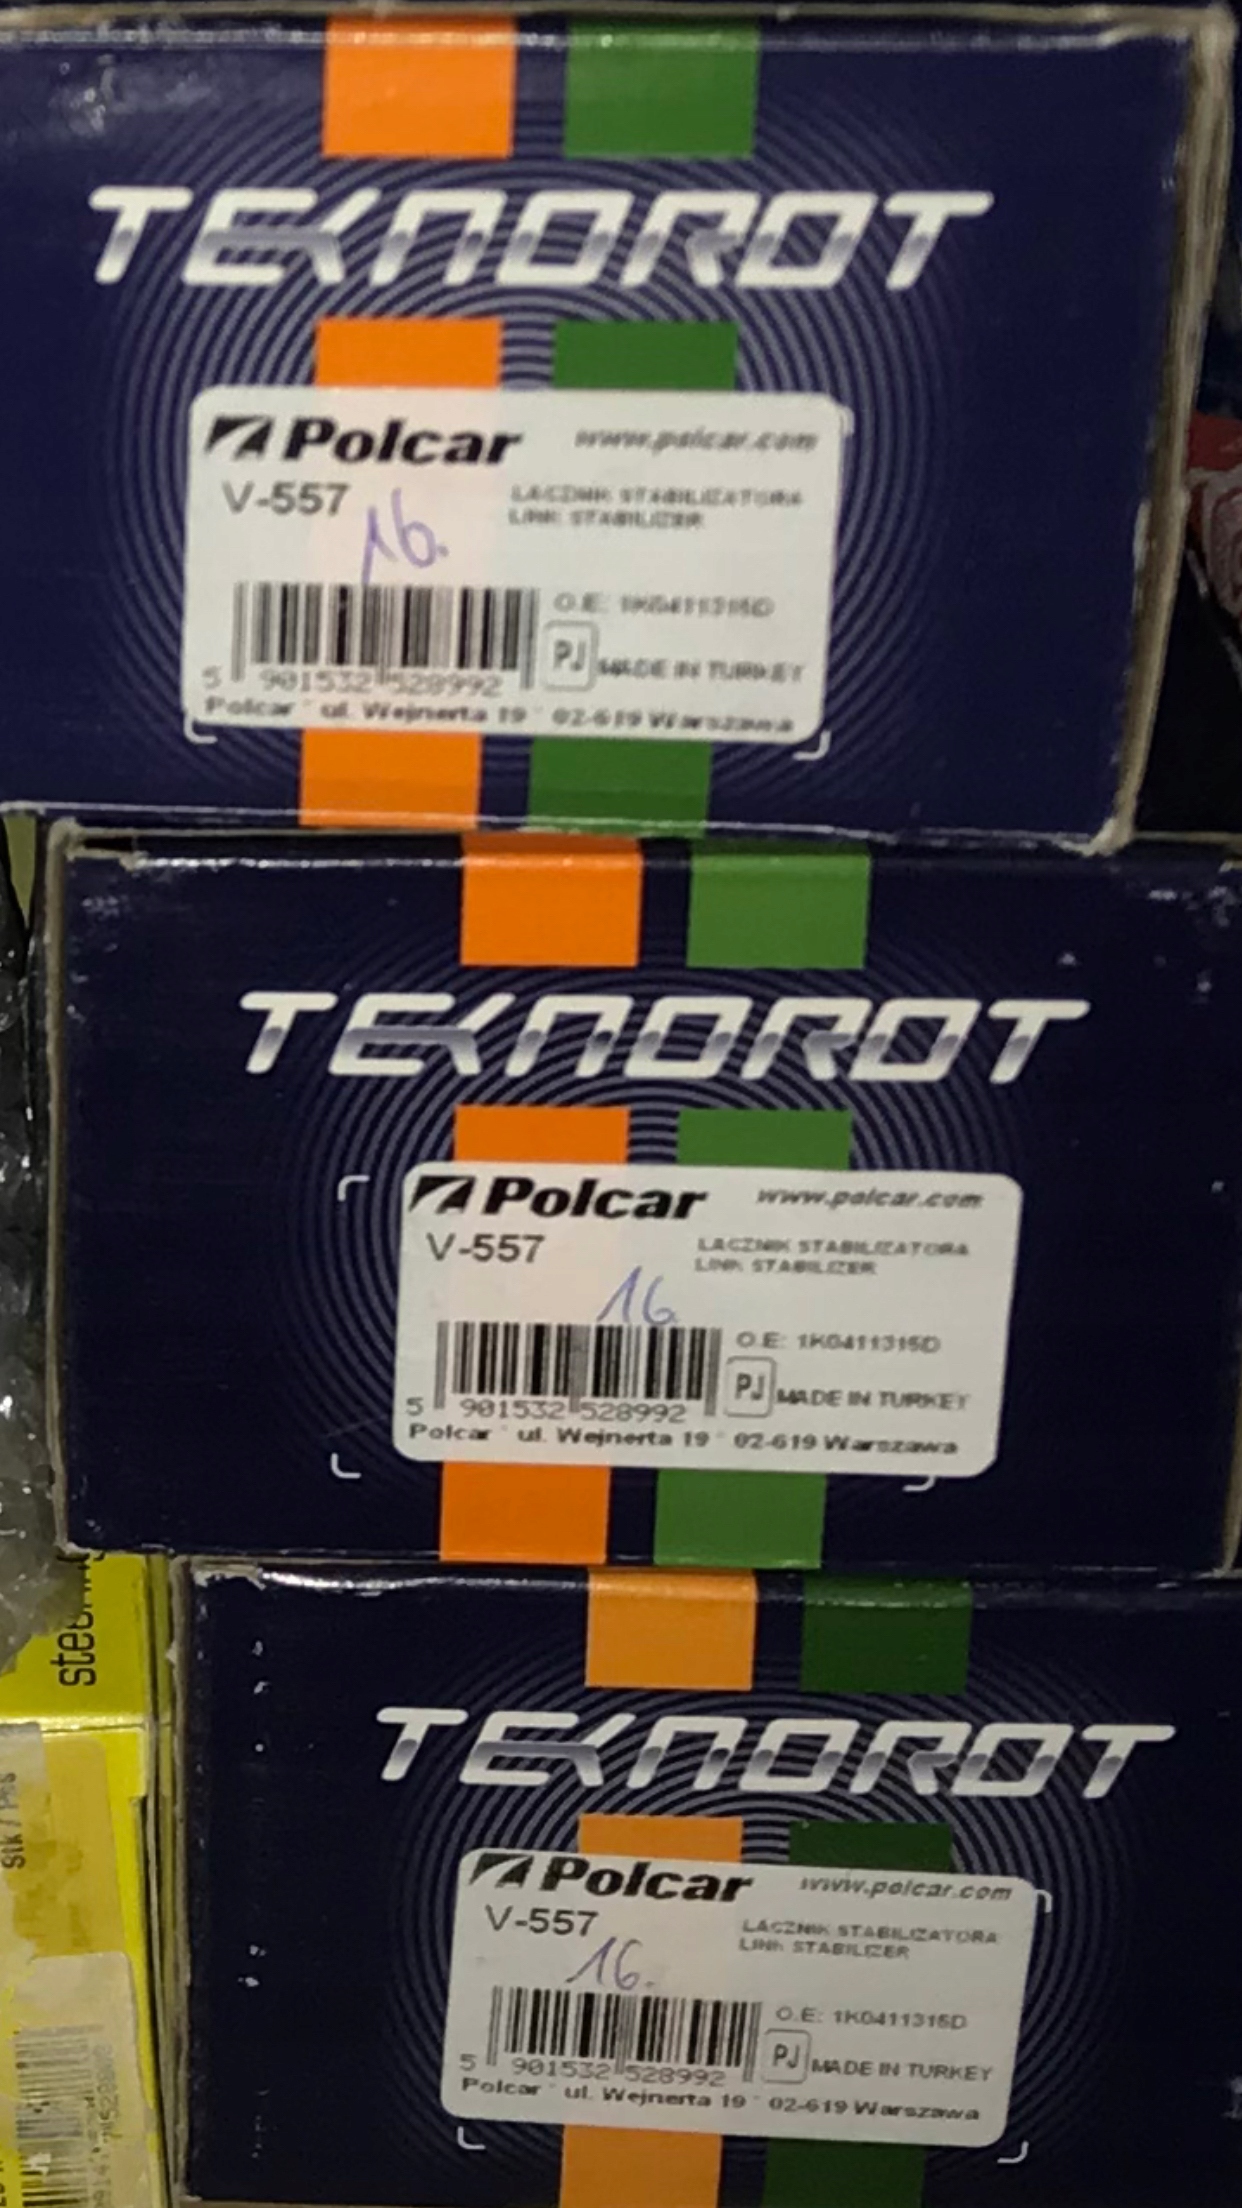 TEKNOROT
Polcar www.polcar.com
V-557 LACZNIK STABILIZATORA
LINK STABILIZER
16.
O.E: 1K0411315D
PJ MADE IN TURKEY
5 901532 528992
Polcar ul. Wejnerta 19 02-619 Warszawa
TEKNOROT
Polcar www.polcar.com
V-557 LACZNIK STABILIZATORA
LINK STABILIZER
16
O.E: 1K0411315D
PJ MADE IN TURKEY
5 901532 528992
Polcar ul. Wejnerta 19 02-619 Warszawa
TEKNOROT
Polcar www.polcar.com
V-557 LACZNIK STABILIZATORA
LINK STABILIZER
16.
O.E: 1K0411315D
PJ MADE IN TURKEY
5 901532 528992
Polcar ul. Wejnerta 19 02-619 Warszawa
Stk / Pcs